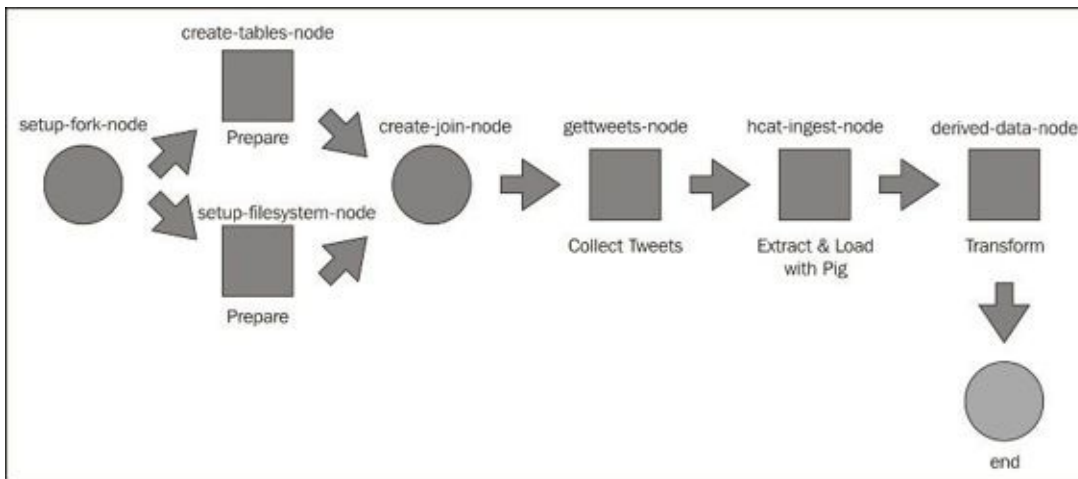 create-tables-node
setup-fork-node
Prepare
create-join-node
gettweets-node
hcat-ingest-node
derived-data-node
setup-filesystem-node
Prepare
Collect Tweets
Extract & Load
with Pig
Transform
end